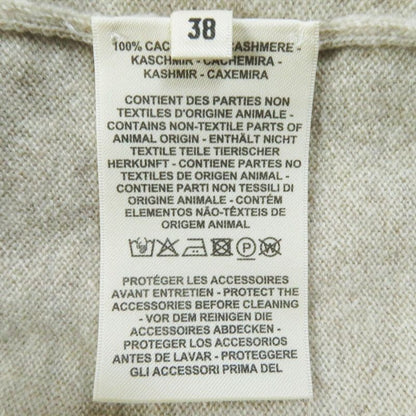 38
100% CAC CASHMERE -
KASCHMIR - CACHEMIRA -
KASHMIR - CAXEMIRA
CONTIENT DES PARTIES NON
TEXTILES D'ORIGINE ANIMALE -
CONTAINS NON-TEXTILE PARTS OF
ANIMAL ORIGIN - ENTHÄLT NICHT
TEXTILE TEILE TIERISCHER
HERKUNFT - CONTIENE PARTES NO
TEXTILES DE ORIGEN ANIMAL -
CONTIENE PARTI NON TESSILI DI
ORIGINE ANIMALE - CONTÉM
ELEMENTOS NÃO-TÊXTEIS DE
ORIGEM ANIMAL
P W
PROTÉGER LES ACCESSOIRES
AVANT ENTRETIEN - PROTECT THE
ACCESSORIES BEFORE CLEANING
- VOR DEM REINIGEN DIE
ACCESSOIRES ABDECKEN -
PROTEGER LOS ACCESORIOS
ANTES DE LAVAR - PROTEGGERE
GLI ACCESSORI PRIMA DEL